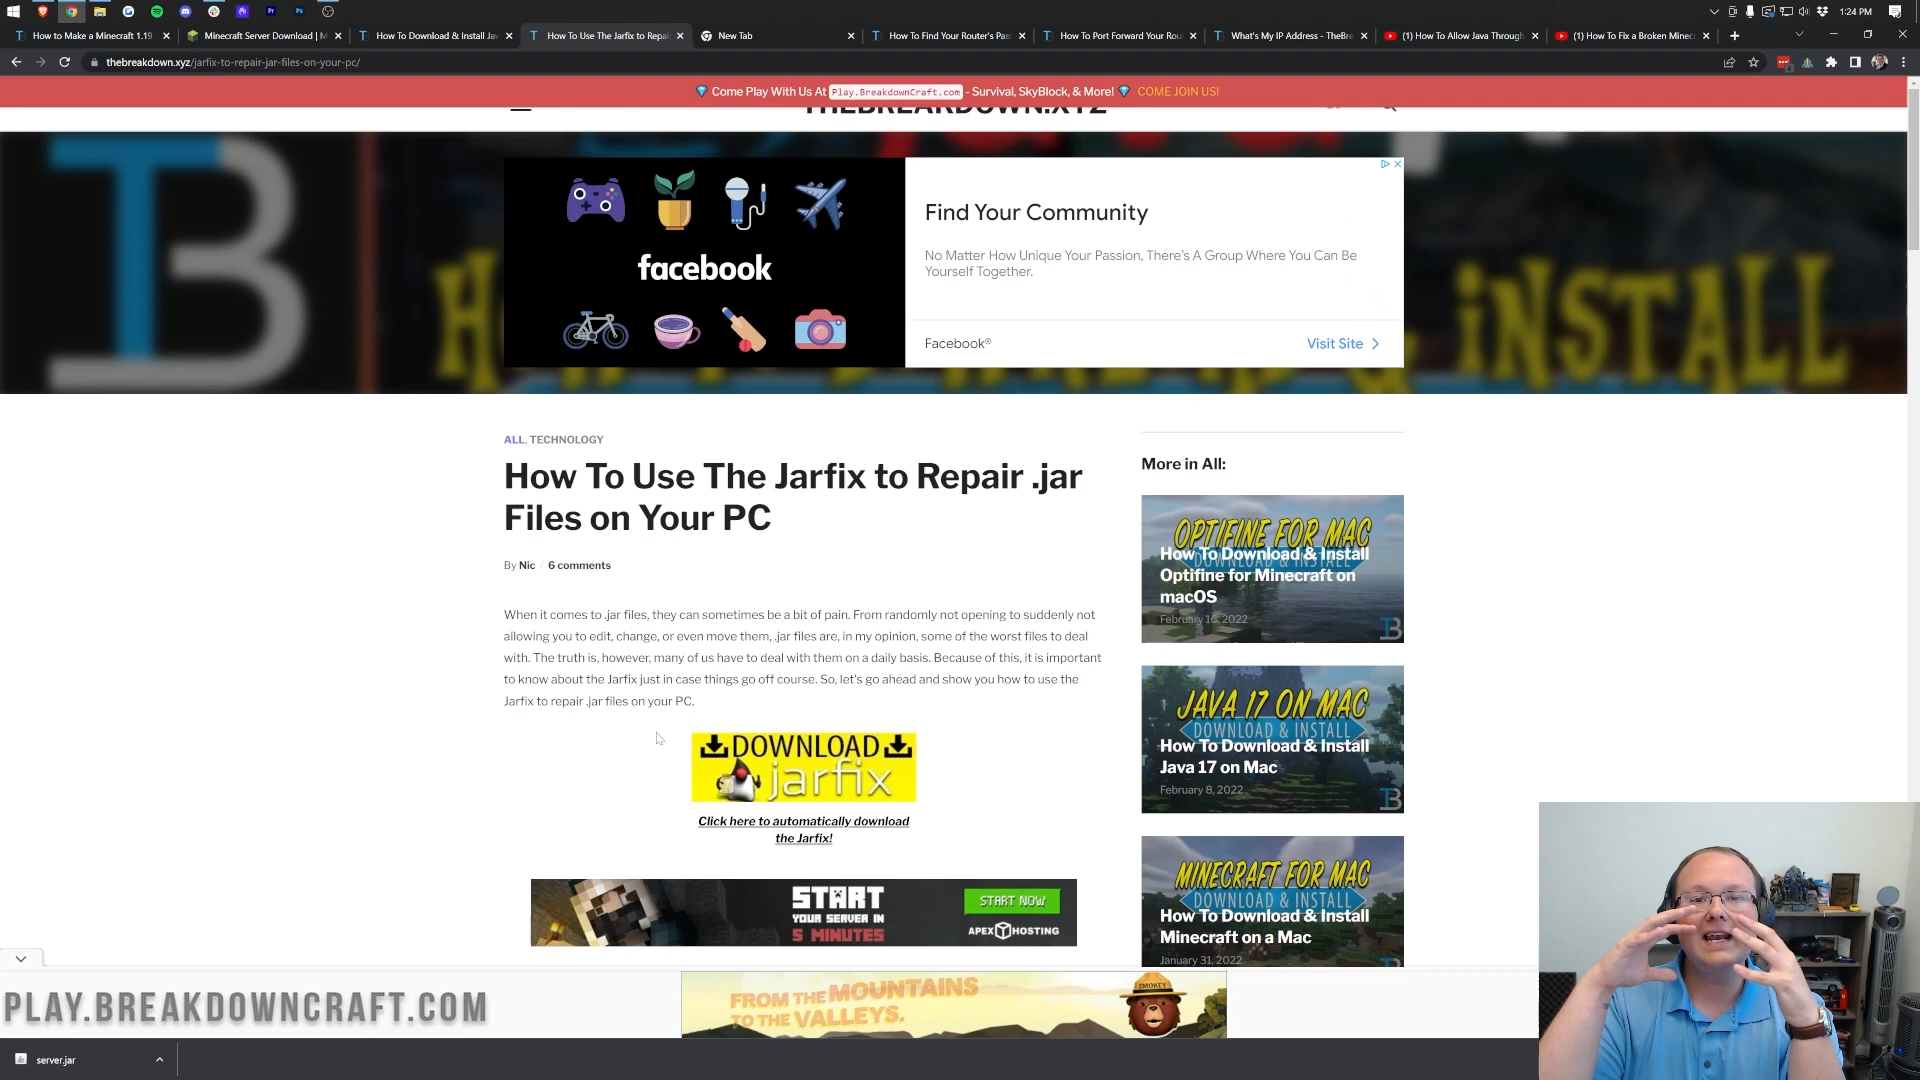 1:24 PM
How to Make a Minecraft 1.19
Minecraft Server Download | M
How To Download & Install Jav
How To Use The Jarfix to Repai
New Tab
How To Find Your Router's Pas
How To Port Forward Your Rou
What's My IP Address - TheBre
(1) How To Allow Java Through
(1) How To Fix a Broken Minec
thebreakdown.xyz/jarfix-to-repair-jar-files-on-your-pc/
Come Play With Us At Play.BreakdownCraft.com - Survival, SkyBlock, & More! COME JOIN US!
THEBREAKDOWN.XYZ
facebook
Find Your Community
No Matter How Unique Your Passion, There's A Group Where You Can Be
Yourself Together.
Facebook®
Visit Site
INSTALL
ALL, TECHNOLOGY
How To Use The Jarfix to Repair .jar
Files on Your PC
By Nic
6 comments
When it comes to .jar files, they can sometimes be a bit of pain. From randomly not opening to suddenly not
allowing you to edit, change, or even move them, .jar files are, in my opinion, some of the worst files to deal
with. The truth is, however, many of us have to deal with them on a daily basis. Because of this, it is important
to know about the Jarfix just in case things go off course. So, let's go ahead and show you how to use the
Jarfix to repair .jar files on your PC.
DOWNLOAD
jarfix
Click here to automatically download
the Jarfix!
START
YOUR SERVER IN
5 MINUTES
START NOW
APEX HOSTING
More in All:
OPTIFINE FOR MAC
DOWNLOAD & INSTALL
How To Download & Install
Optifine for Minecraft on
macOS
February 16, 2022
JAVA 17 ON MAC
DOWNLOAD & INSTALL
How To Download & Install
Java 17 on Mac
February 8, 2022
MINECRAFT FOR MAC
DOWNLOAD & INSTALL
How To Download & Install
Minecraft on a Mac
January 31, 2022
FROM THE MOUNTAINS
TO THE VALLEYS.
SMOKEY
PLAY.BREAKDOWNCRAFT.COM
server.jar